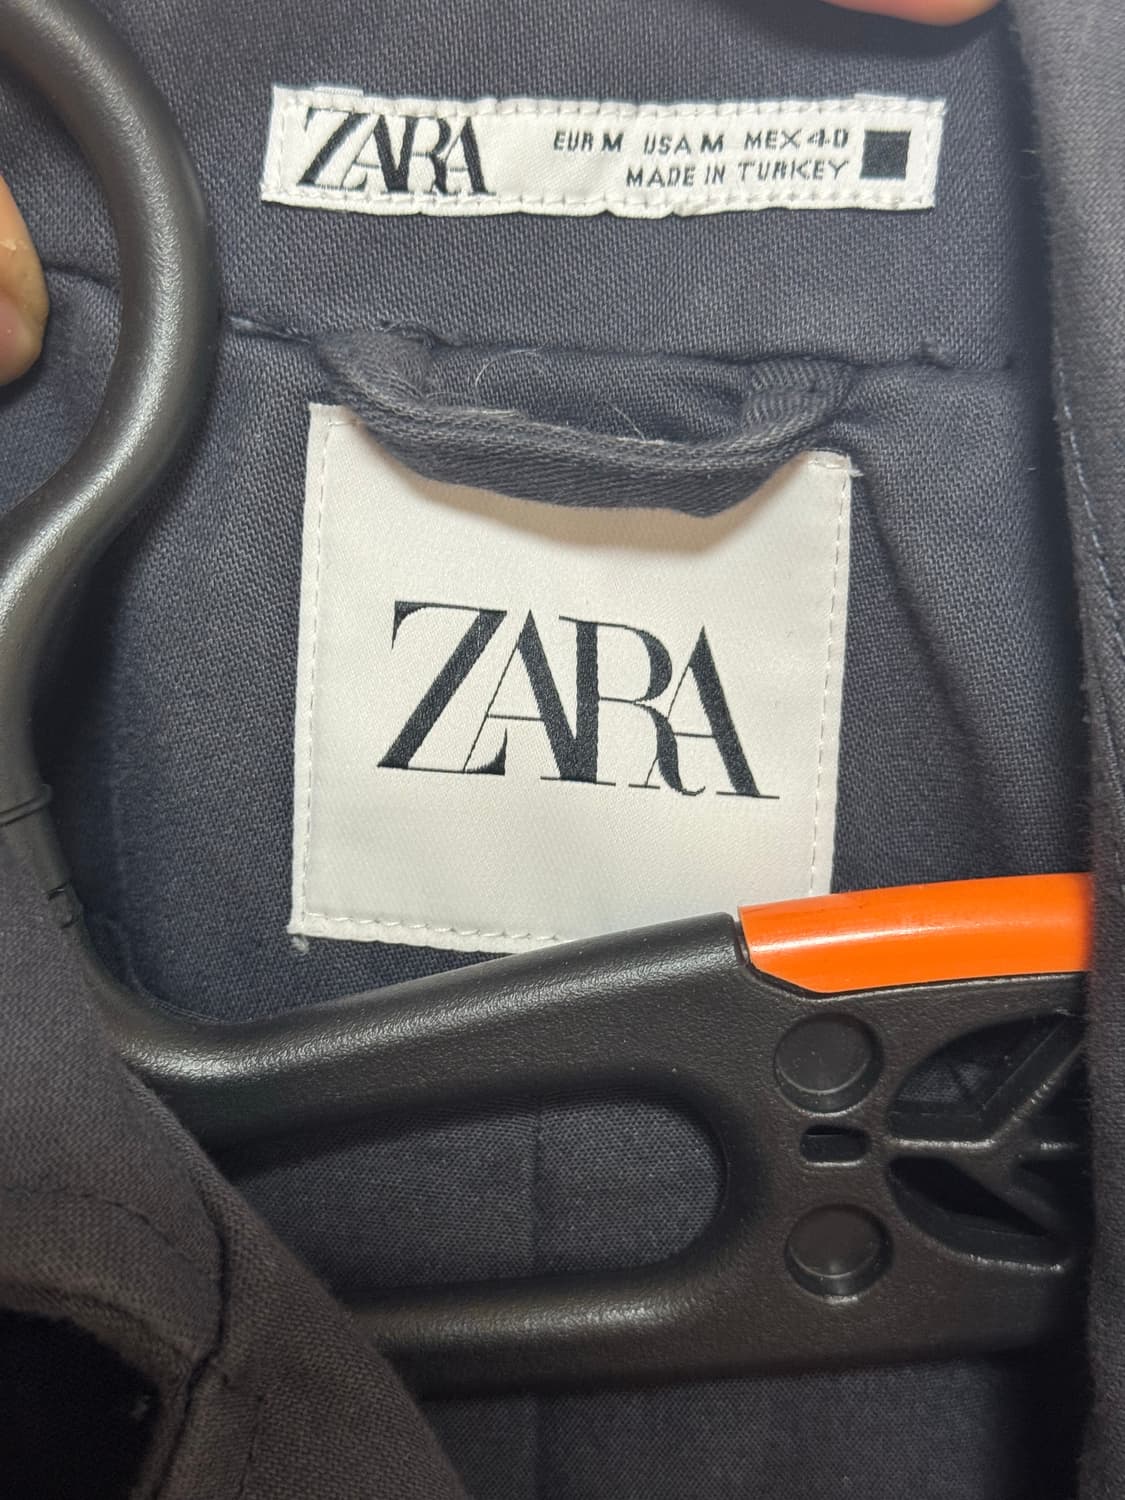 ZARA EUR M USA M MEX 40
MADE IN TURKEY
ZARA